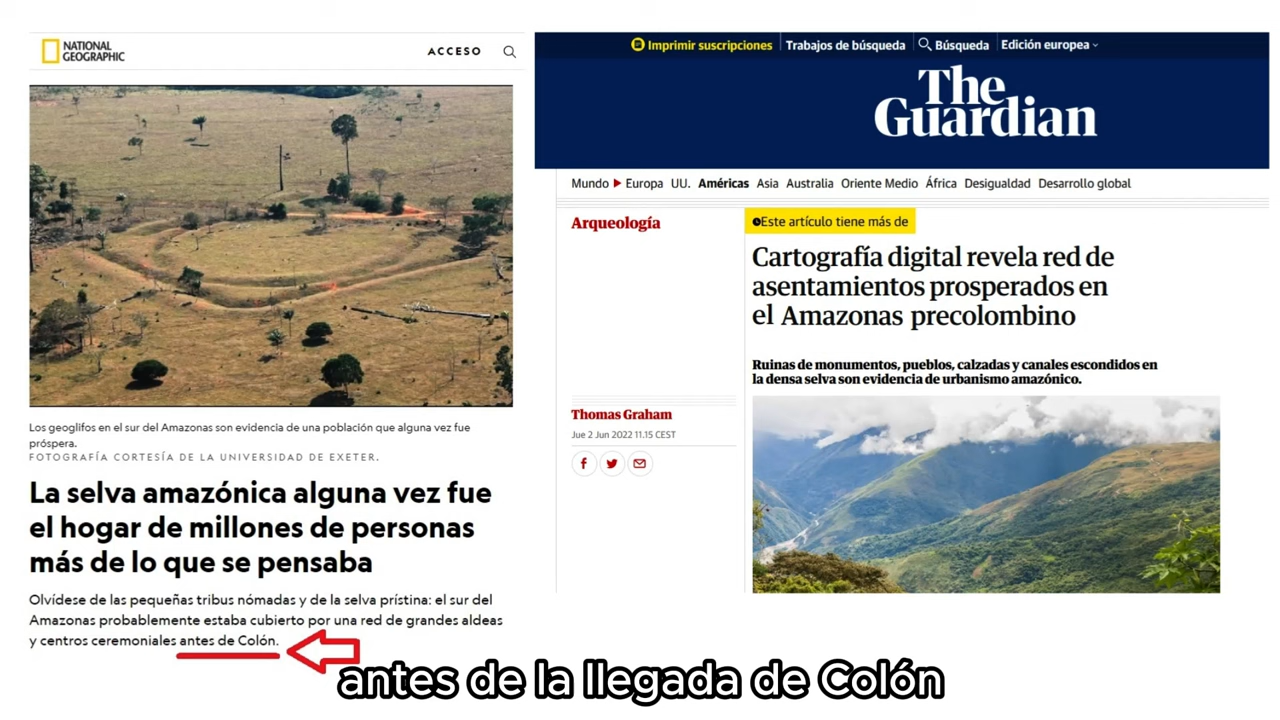 NATIONAL
GEOGRAPHIC
ACCESO
Los geoglifos en el sur del Amazonas son evidencia de una población que alguna vez fue
próspera.
FOTOGRAFÍA CORTESÍA DE LA UNIVERSIDAD DE EXETER.
La selva amazónica alguna vez fue
el hogar de millones de personas
más de lo que se pensaba
Olvídese de las pequeñas tribus nómadas y de la selva prístina: el sur del
Amazonas probablemente estaba cubierto por una red de grandes aldeas
y centros ceremoniales antes de Colón.
Imprimir suscripciones
Trabajos de búsqueda
Búsqueda
Edición europea
The
Guardian
Mundo Europa UU. Américas Asia Australia Oriente Medio África Desigualdad Desarrollo global
Arqueología
Este artículo tiene más de
Cartografía digital revela red de
asentamientos prosperados en
el Amazonas precolombino
Ruinas de monumentos, pueblos, calzadas y canales escondidos en
la densa selva son evidencia de urbanismo amazónico.
Thomas Graham
Jue 2 Jun 2022 11.15 CEST
antes de la llegada de Colón